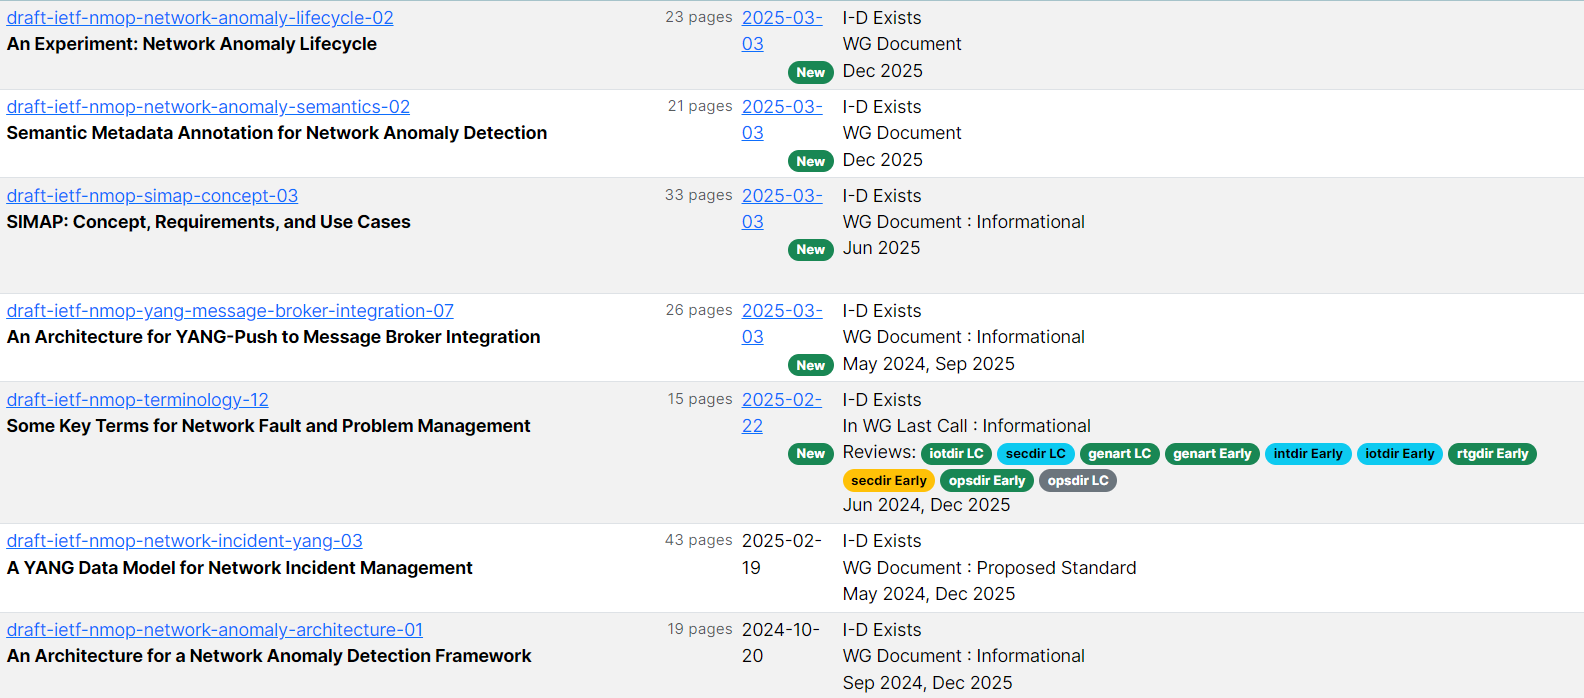 draft-ietf-nmop-network-anomaly-lifecycle-02 23 pages 2025-03- I-D Exists
An Experiment: Network Anomaly Lifecycle 03 WG Document
New Dec 2025
draft-ietf-nmop-network-anomaly-semantics-02 21 pages 2025-03- I-D Exists
Semantic Metadata Annotation for Network Anomaly Detection 03 WG Document
New Dec 2025
draft-ietf-nmop-simap-concept-03 33 pages 2025-03- I-D Exists
SIMAP: Concept, Requirements, and Use Cases 03 WG Document : Informational
New Jun 2025
draft-ietf-nmop-yang-message-broker-integration-07 26 pages 2025-03- I-D Exists
An Architecture for YANG-Push to Message Broker Integration 03 WG Document : Informational
New May 2024, Sep 2025
draft-ietf-nmop-terminology-12 15 pages 2025-02- I-D Exists
Some Key Terms for Network Fault and Problem Management 22 In WG Last Call : Informational
New Reviews: iotdir LC secdir LC genart LC genart Early intdir Early iotdir Early rtgdir Early
secdir Early opsdir Early opsdir LC
Jun 2024, Dec 2025
draft-ietf-nmop-network-incident-yang-03 43 pages 2025-02- I-D Exists
A YANG Data Model for Network Incident Management 19 WG Document : Proposed Standard
May 2024, Dec 2025
draft-ietf-nmop-network-anomaly-architecture-01 19 pages 2024-10- I-D Exists
An Architecture for a Network Anomaly Detection Framework 20 WG Document : Informational
Sep 2024, Dec 2025